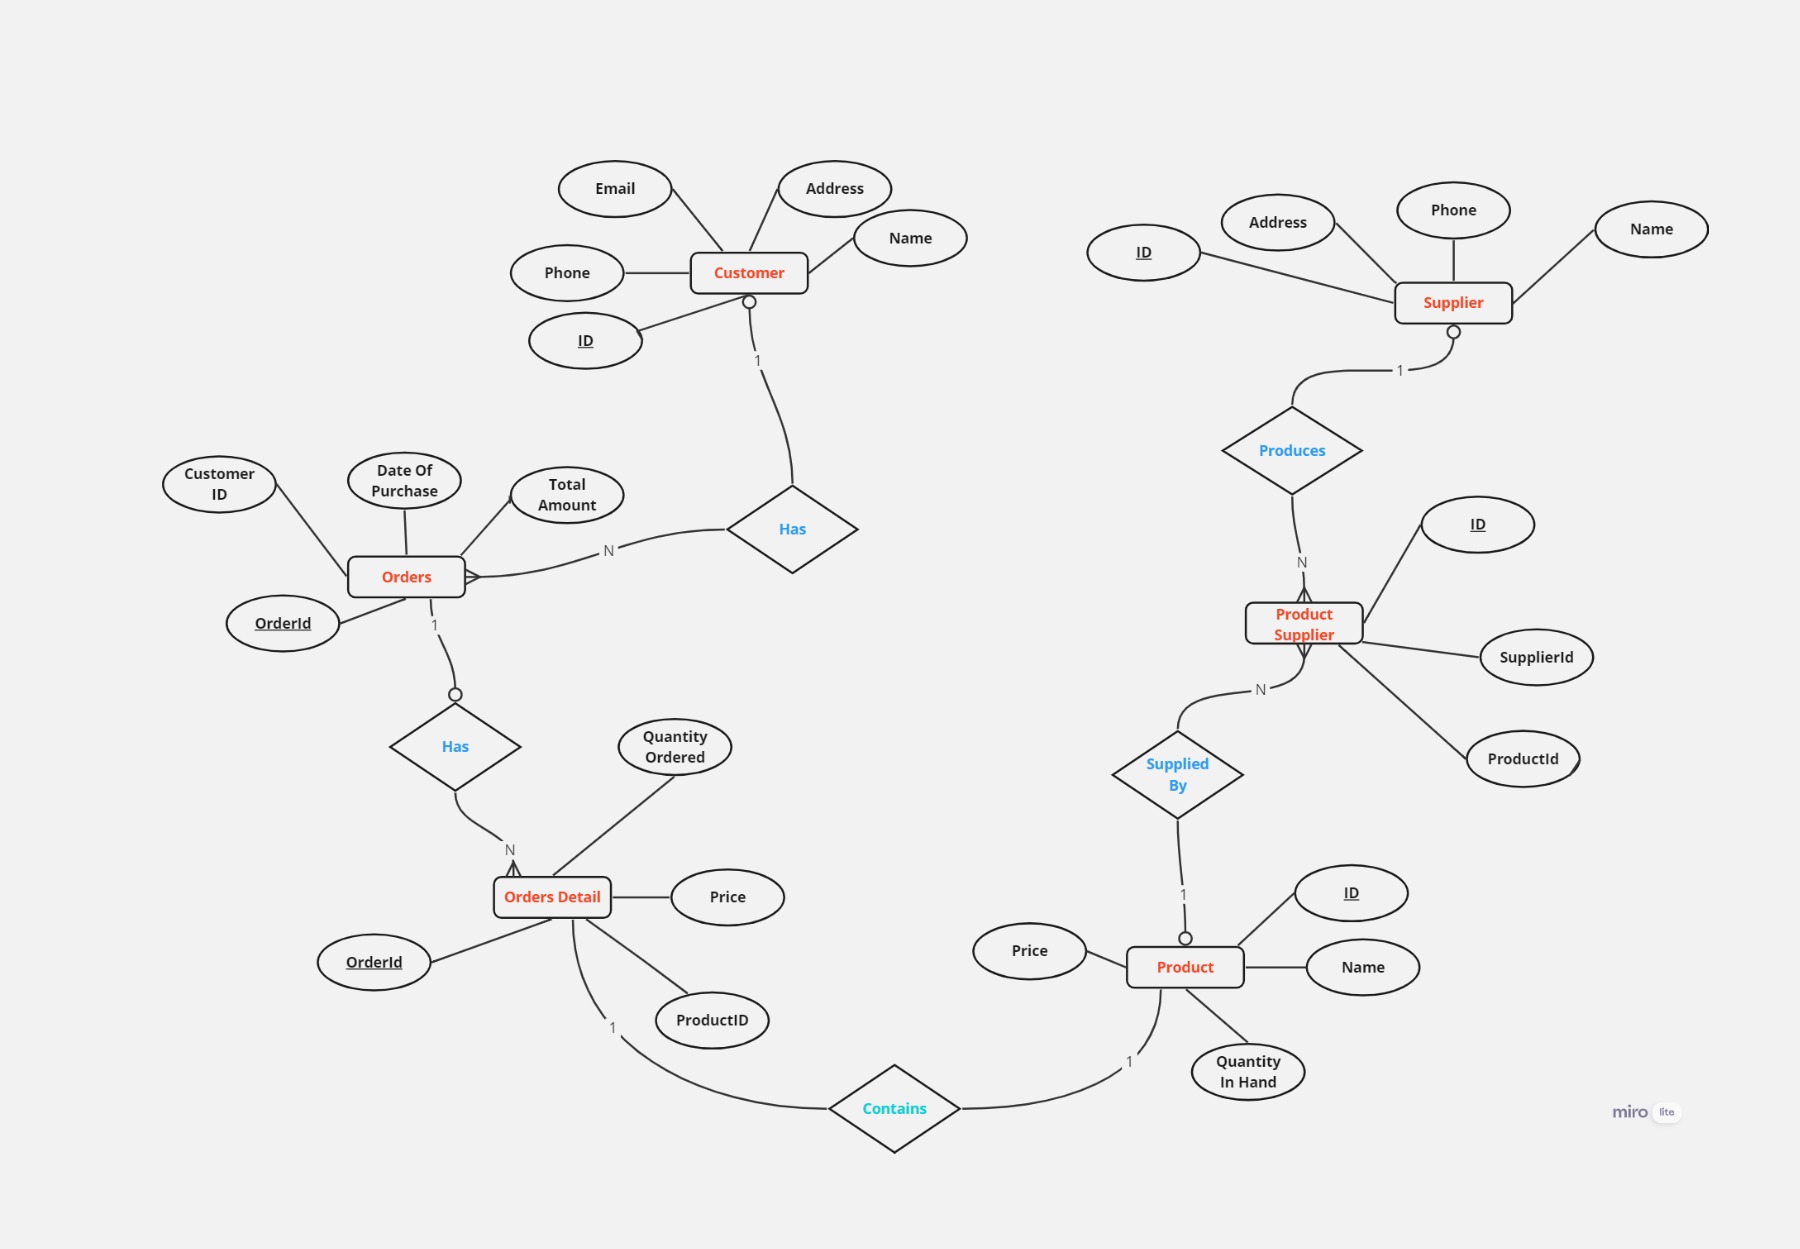 Email
Address
Name
Phone
Customer
ID
1
ID
Address
Phone
Name
Supplier
1
Produces
N
Customer
ID
Date Of
Purchase
Total
Amount
Has
N
Orders
OrderId
1
ID
Product
Supplier
SupplierId
N
ProductId
Supplied
By
1
Has
Quantity
Ordered
N
Orders Detail
Price
OrderId
ProductID
1
Price
Product
ID
Name
Quantity
In Hand
1
Contains
miro lite